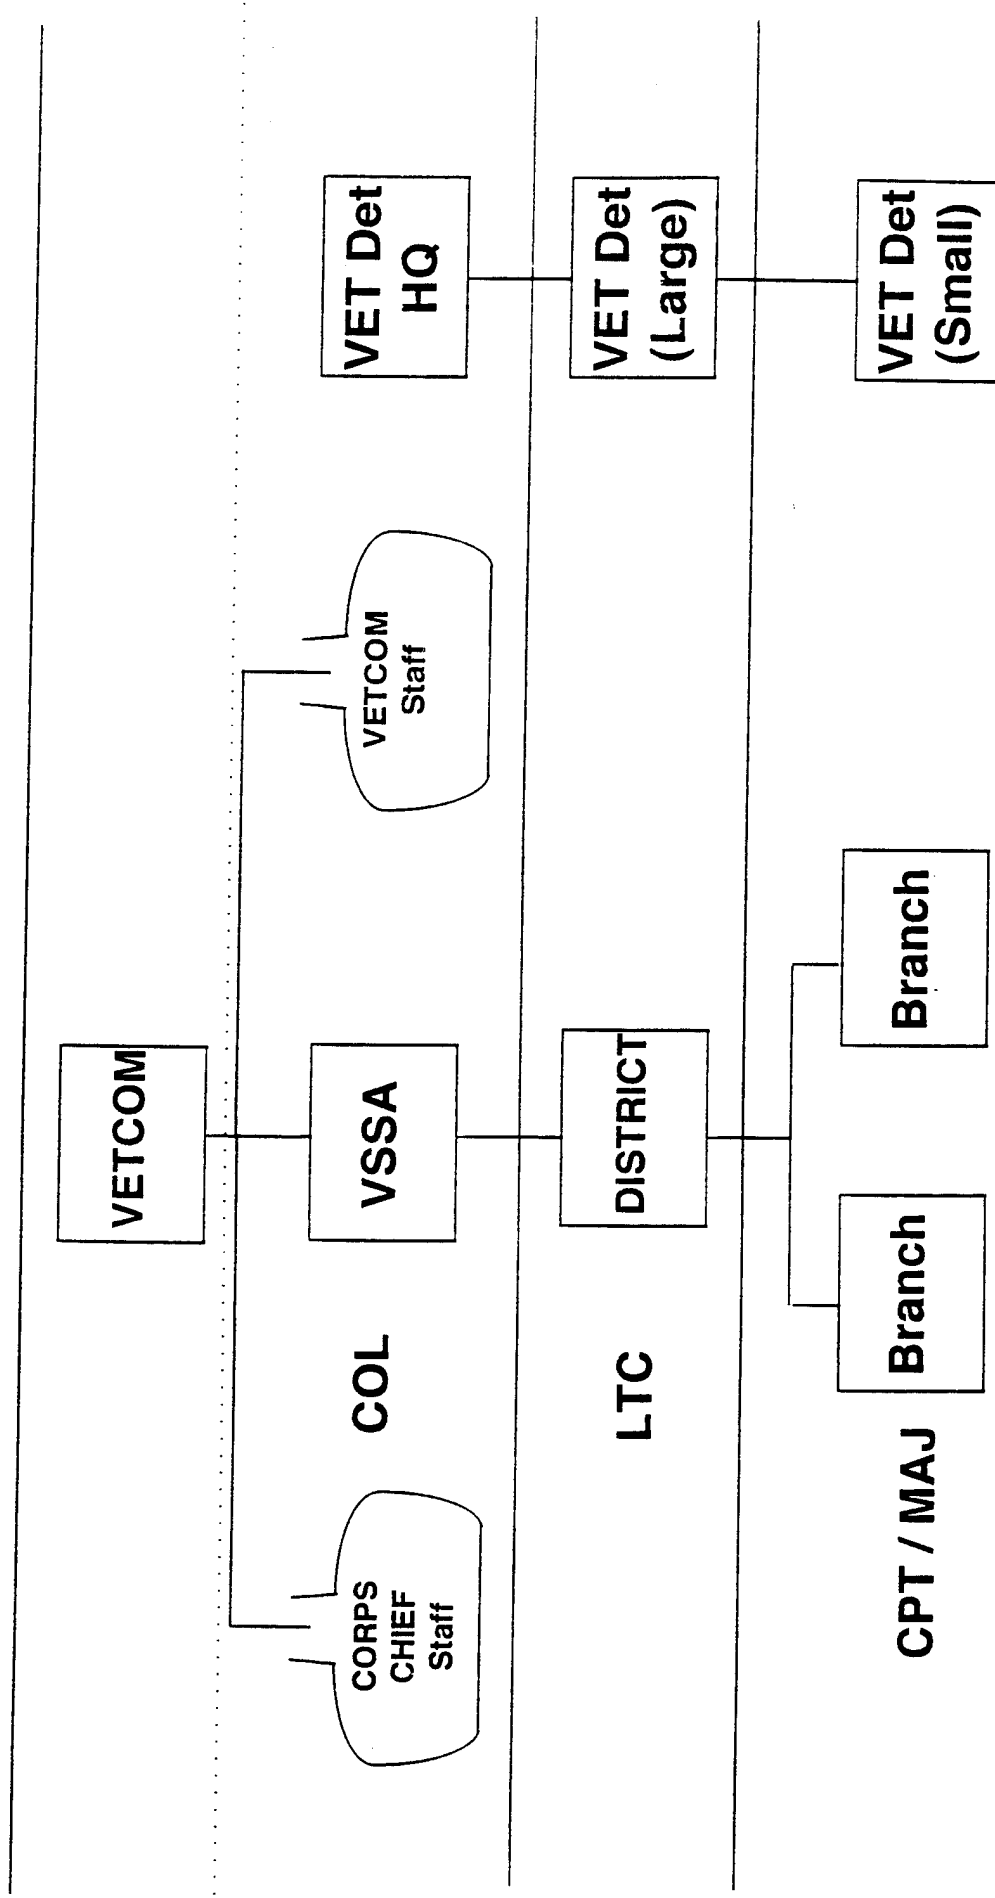 VETCOM
CORPS
CHIEF
Staff
COL
VSSA
VETCOM
Staff
VET Det
HQ
LTC
DISTRICT
VET Det
(Large)
CPT / MAJ
Branch
Branch
VET Det
(Small)